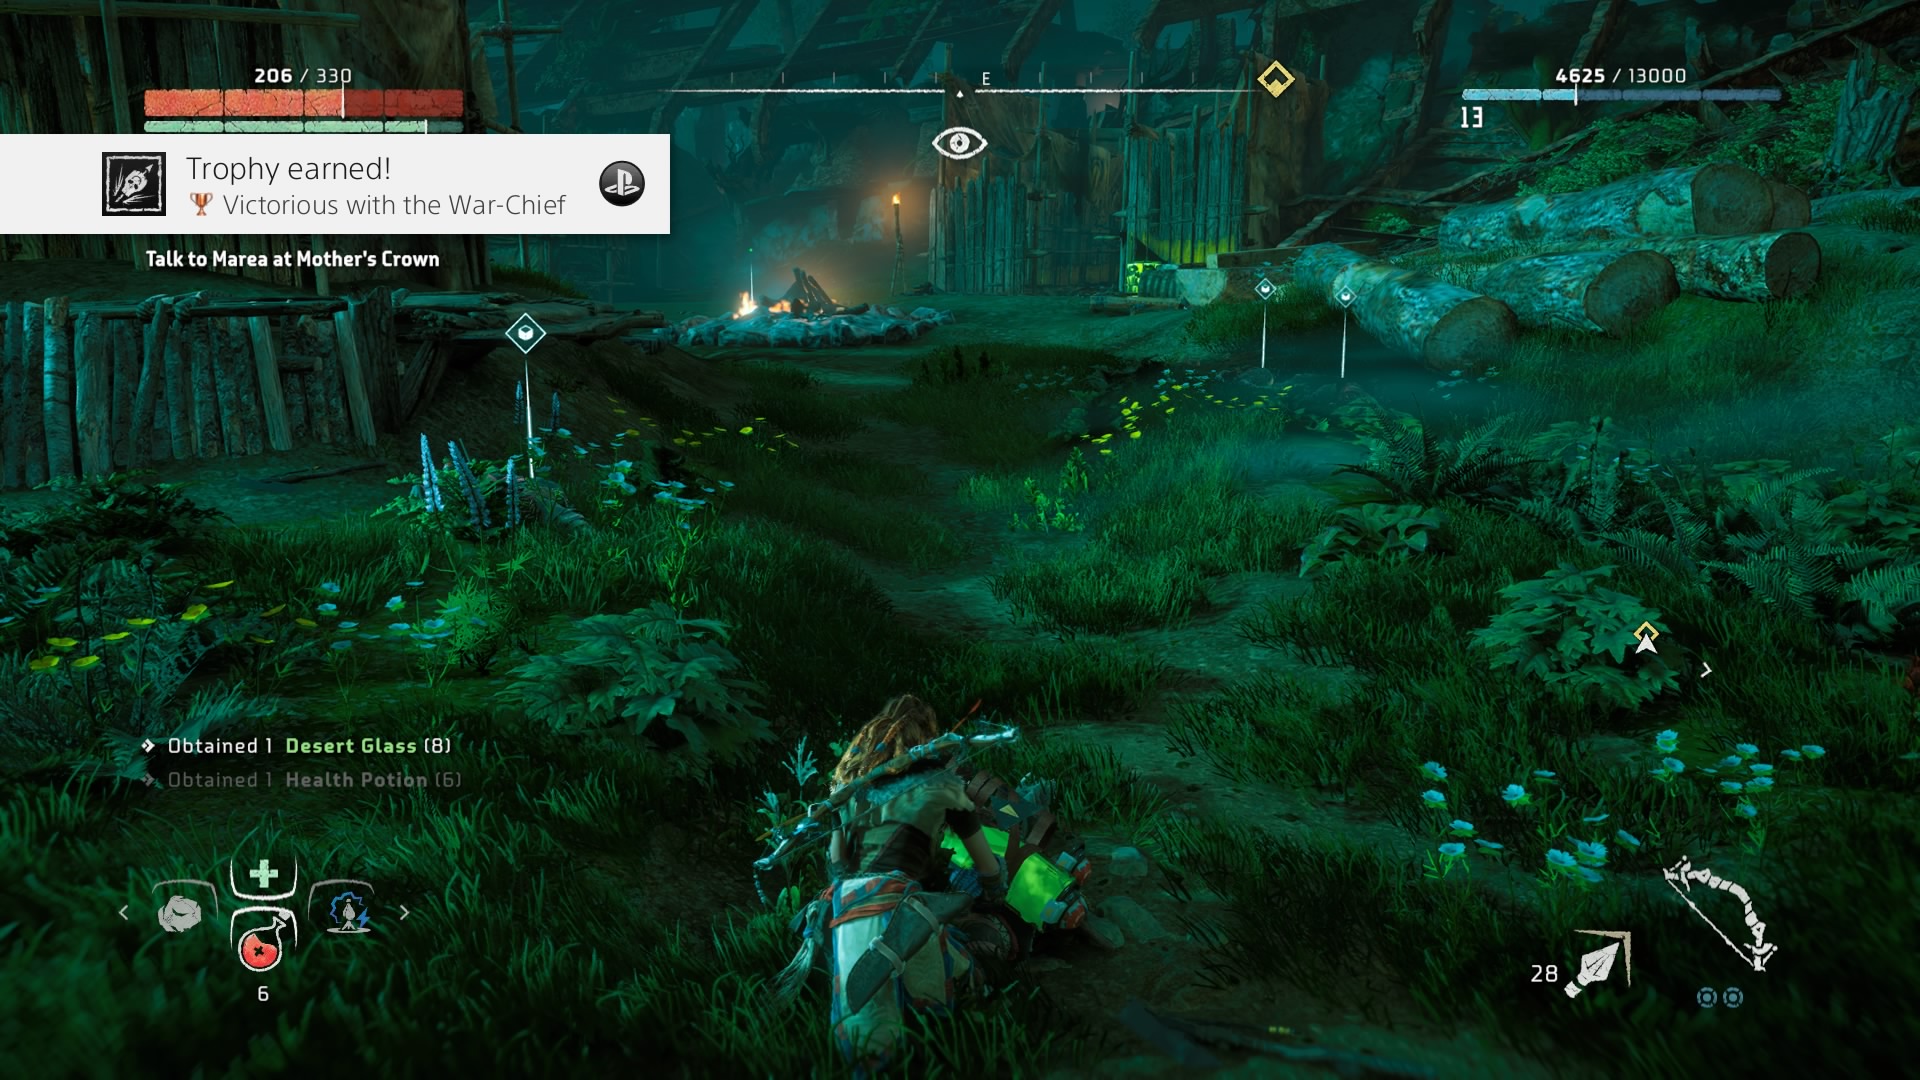 206 / 330
E
4625 / 13000
13
Trophy earned!
Victorious with the War-Chief
Talk to Marea at Mother's Crown
Obtained 1 Desert Glass (8)
Obtained 1 Health Potion (6)
6
28